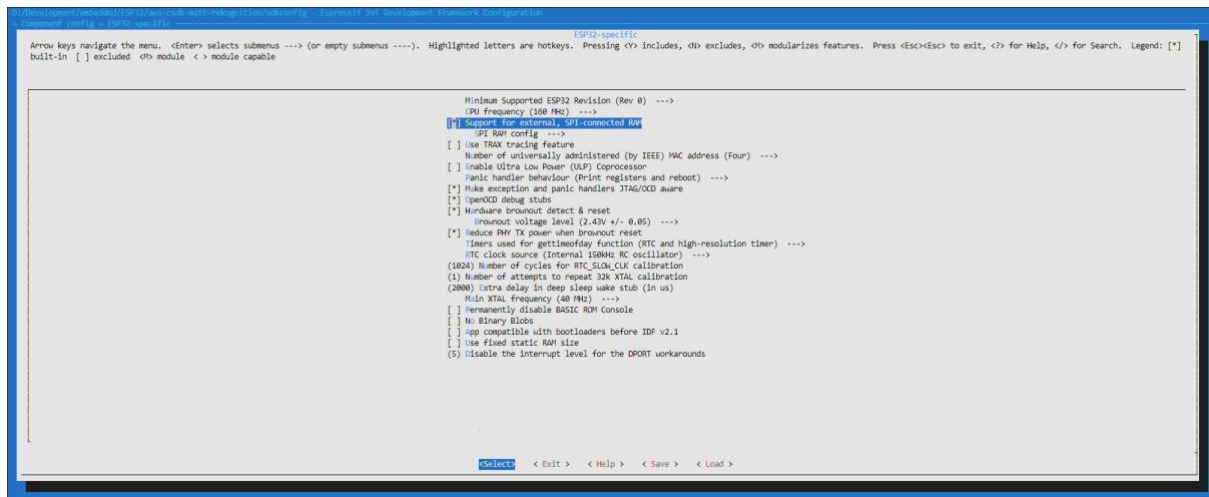 D:/Development/embedded/ESP32/aws-csdk-mqtt-rekognition/sdkconfig - Espressif IoT Development Framework Configuration
→ Component config → ESP32-specific
ESP32-specific
Arrow keys navigate the menu. <Enter> selects submenus ---> (or empty submenus ----). Highlighted letters are hotkeys. Pressing <Y> includes, <N> excludes, <M> modularizes features. Press <Esc><Esc> to exit, <?> for Help, </> for Search. Legend: [*]
built-in [ ] excluded <M> module < > module capable
Minimum Supported ESP32 Revision (Rev 0) --->
CPU frequency (160 MHz) --->
[*] Support for external, SPI-connected RAM
SPI RAM config --->
[ ] Use TRAX tracing feature
Number of universally administered (by IEEE) MAC address (Four) --->
[ ] Enable Ultra Low Power (ULP) Coprocessor
Panic handler behaviour (Print registers and reboot) --->
[*] Make exception and panic handlers JTAG/OCD aware
[*] OpenOCD debug stubs
[*] Hardware brownout detect & reset
Brownout voltage level (2.43V +/- 0.05) --->
[*] Reduce PHY TX power when brownout reset
Timers used for gettimeofday function (RTC and high-resolution timer) --->
RTC clock source (Internal 150kHz RC oscillator) --->
(1024) Number of cycles for RTC_SLOW_CLK calibration
(1) Number of attempts to repeat 32k XTAL calibration
(2000) Extra delay in deep sleep wake stub (in us)
Main XTAL frequency (40 MHz) --->
[ ] Permanently disable BASIC ROM Console
[ ] No Binary Blobs
[ ] App compatible with bootloaders before IDF v2.1
[ ] Use fixed static RAM size
(5) Disable the interrupt level for the DPORT workarounds
<Select> < Exit > < Help > < Save > < Load >